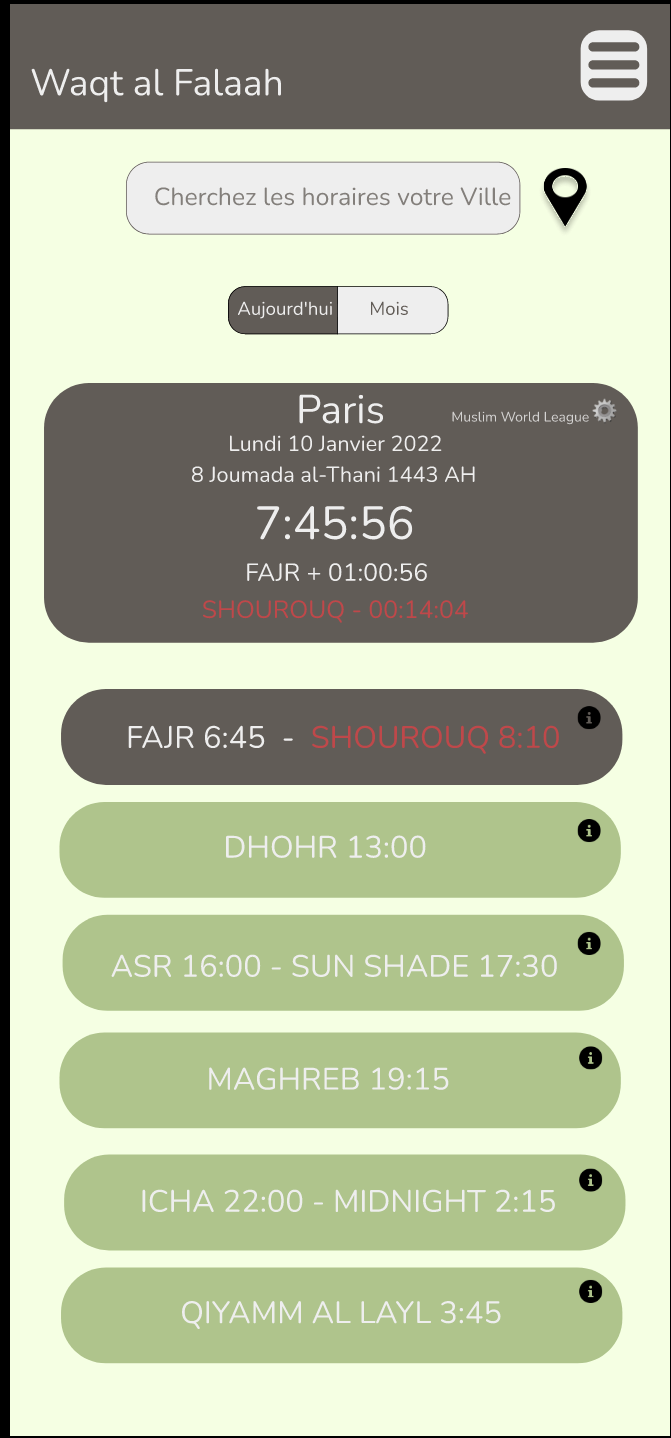 Waqt al Falaah
Cherchez les horaires votre Ville
Aujourd'hui Mois
Paris
Muslim World League
Lundi 10 Janvier 2022
8 Joumada al-Thani 1443 AH
7:45:56
FAJR + 01:00:56
SHOUROUQ - 00:14:04
FAJR 6:45 - SHOUROUQ 8:10
DHOHR 13:00
ASR 16:00 - SUN SHADE 17:30
MAGHREB 19:15
ICHA 22:00 - MIDNIGHT 2:15
QIYAMM AL LAYL 3:45